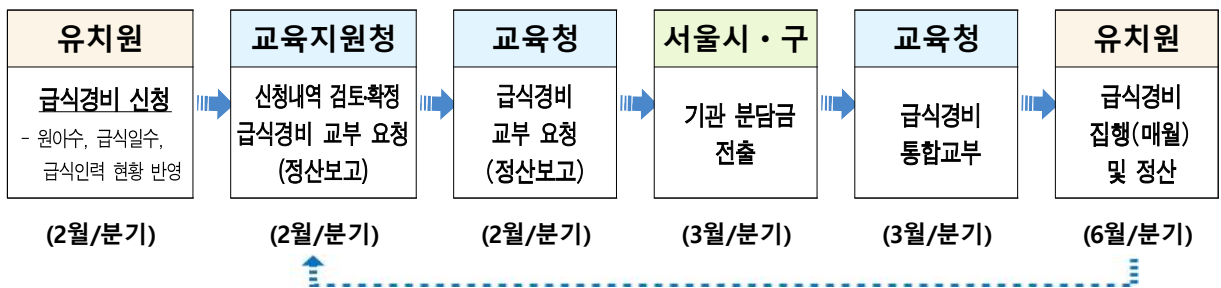 유치원
급식경비 신청
- 원아수, 급식일수,
급식인력 현황 반영
(2월/분기)
교육지원청
신청내역 검토·확정
급식경비 교부 요청
(정산보고)
(2월/분기)
교육청
급식경비
교부 요청
(정산보고)
(2월/분기)
서울시・구
기관 분담금
전출
(3월/분기)
교육청
급식경비
통합교부
(3월/분기)
유치원
급식경비
집행(매월)
및 정산
(6월/분기)